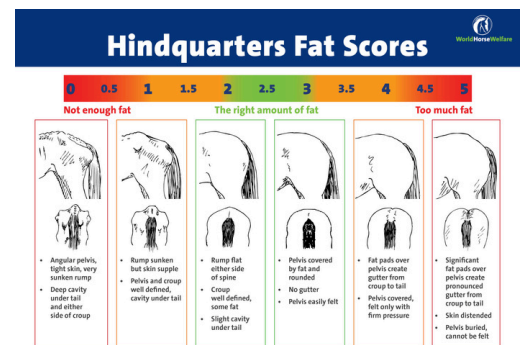 WorldHorseWelfare
Hindquarters Fat Scores
0 0.5 1 1.5 2 2.5 3 3.5 4 4.5 5
Not enough fat
The right amount of fat
Too much fat
• Angular pelvis,
tight skin, very
sunken rump
• Deep cavity
under tail
and either
side of croup
• Rump sunken
but skin supple
• Pelvis and croup
well defined,
cavity under tail
• Rump flat
either side
of spine
• Croup
well defined,
some fat
• Slight cavity
under tail
• Pelvis covered
by fat and
rounded
• No gutter
• Pelvis easily felt
• Fat pads over
pelvis create
gutter from
croup to tail
• Pelvis covered,
felt only with
firm pressure
• Significant
fat pads over
pelvis create
pronounced
gutter from
croup to tail
• Skin distended
• Pelvis buried,
cannot be felt